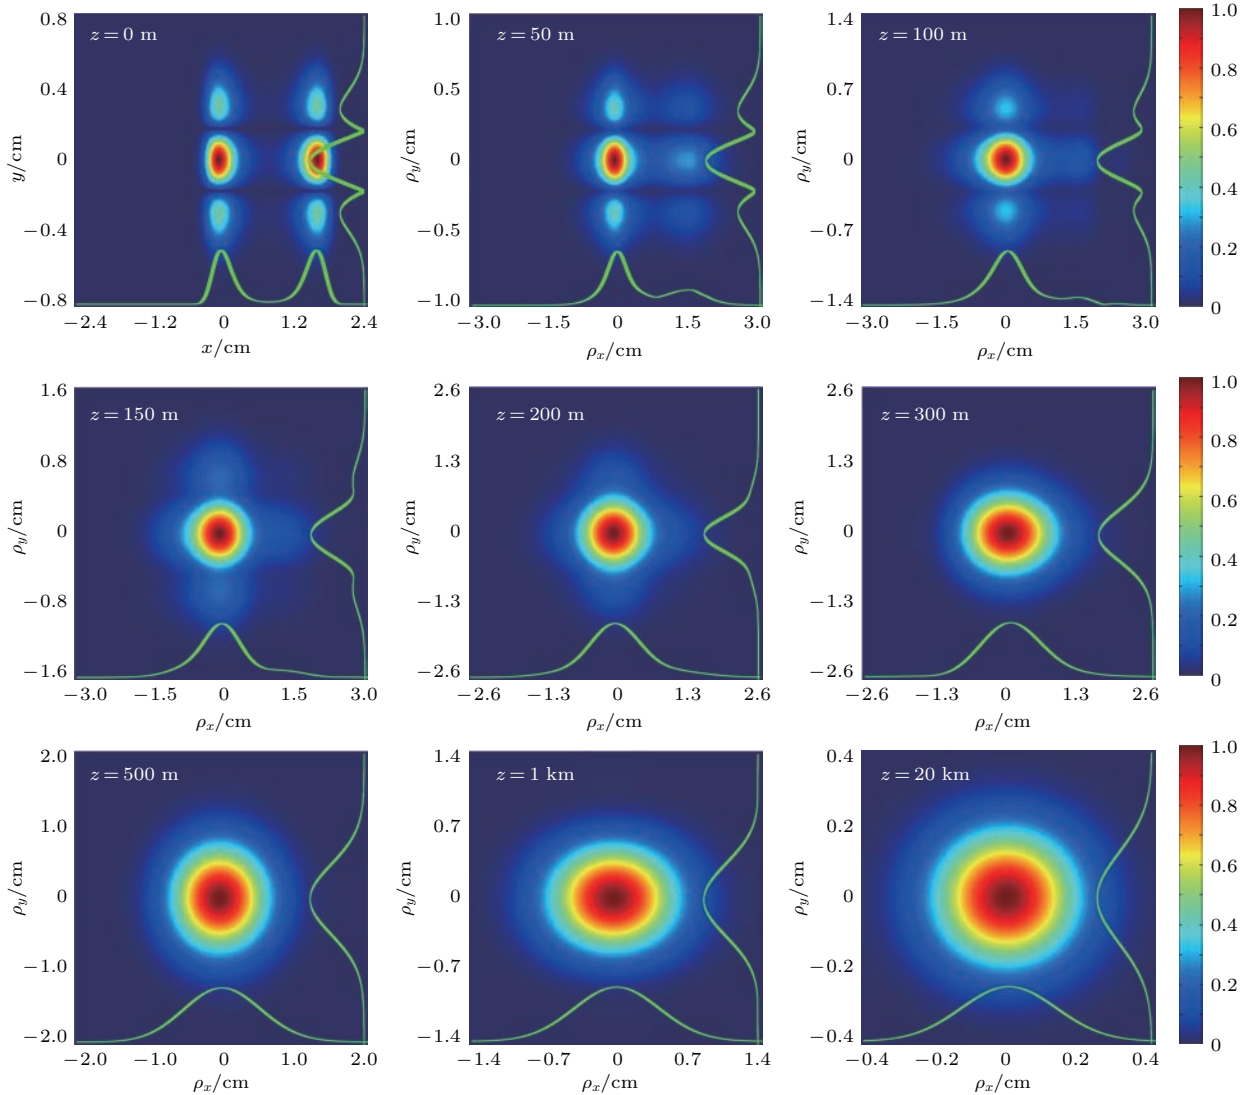 0.8
0.4
0
−0.4
−0.8
y/cm
z=0 m
−2.4 −1.2 0 1.2 2.4
x/cm
1.0
0.5
0
−0.5
−1.0
ρy/cm
z=50 m
−3.0 −1.5 0 1.5 3.0
ρx/cm
1.4
0.7
0
−0.7
−1.4
ρy/cm
z=100 m
−3.0 −1.5 0 1.5 3.0
ρx/cm
1.0
0.8
0.6
0.4
0.2
0
1.6
0.8
0
−0.8
−1.6
ρy/cm
z=150 m
−3.0 −1.5 0 1.5 3.0
ρx/cm
2.6
1.3
0
−1.3
−2.6
ρy/cm
z=200 m
−2.6 −1.3 0 1.3 2.6
ρx/cm
2.6
1.3
0
−1.3
−2.6
ρy/cm
z=300 m
−2.6 −1.3 0 1.3 2.6
ρx/cm
1.0
0.8
0.6
0.4
0.2
0
2.0
1.0
0
−1.0
−2.0
ρy/cm
z=500 m
−2.0 −1.0 0 1.0 2.0
ρx/cm
1.4
0.7
0
−0.7
−1.4
ρy/cm
z=1 km
−1.4 −0.7 0 0.7 1.4
ρx/cm
0.4
0.2
0
−0.2
−0.4
ρy/cm
z=20 km
−0.4 −0.2 0 0.2 0.4
ρx/cm
1.0
0.8
0.6
0.4
0.2
0